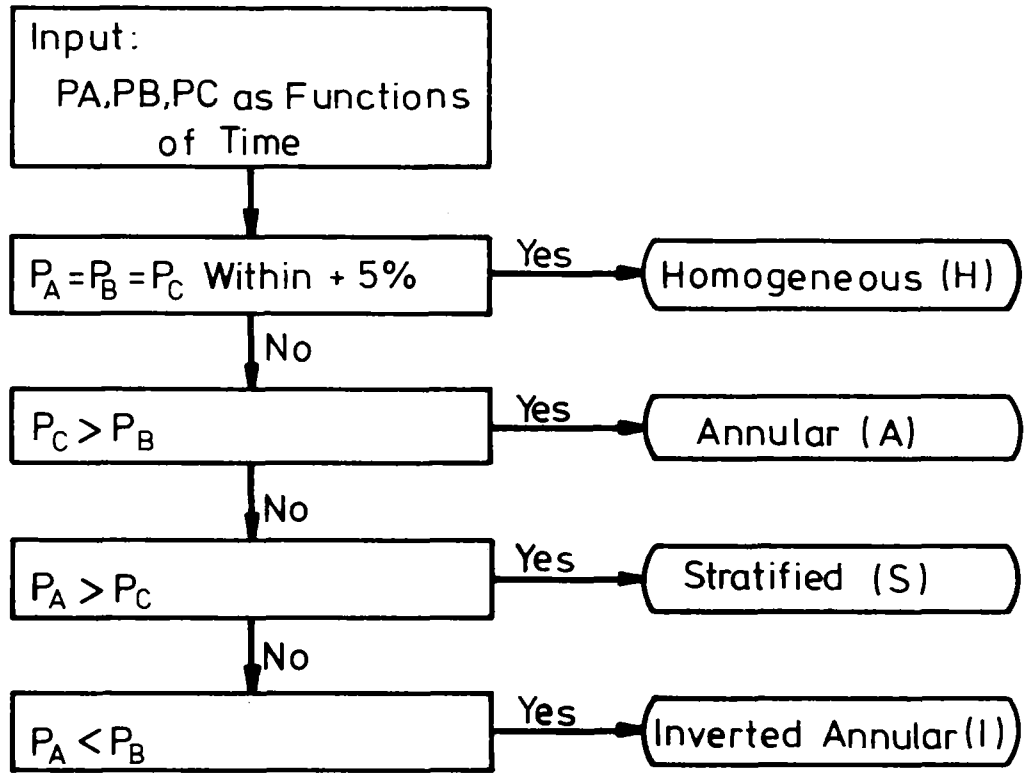 Input:
PA,PB,PC as Functions
of Time
P_A = P_B = P_C Within + 5%
Yes
Homogeneous (H)
No
P_C > P_B
Yes
Annular (A)
No
P_A > P_C
Yes
Stratified (S)
No
P_A < P_B
Yes
Inverted Annular (I)